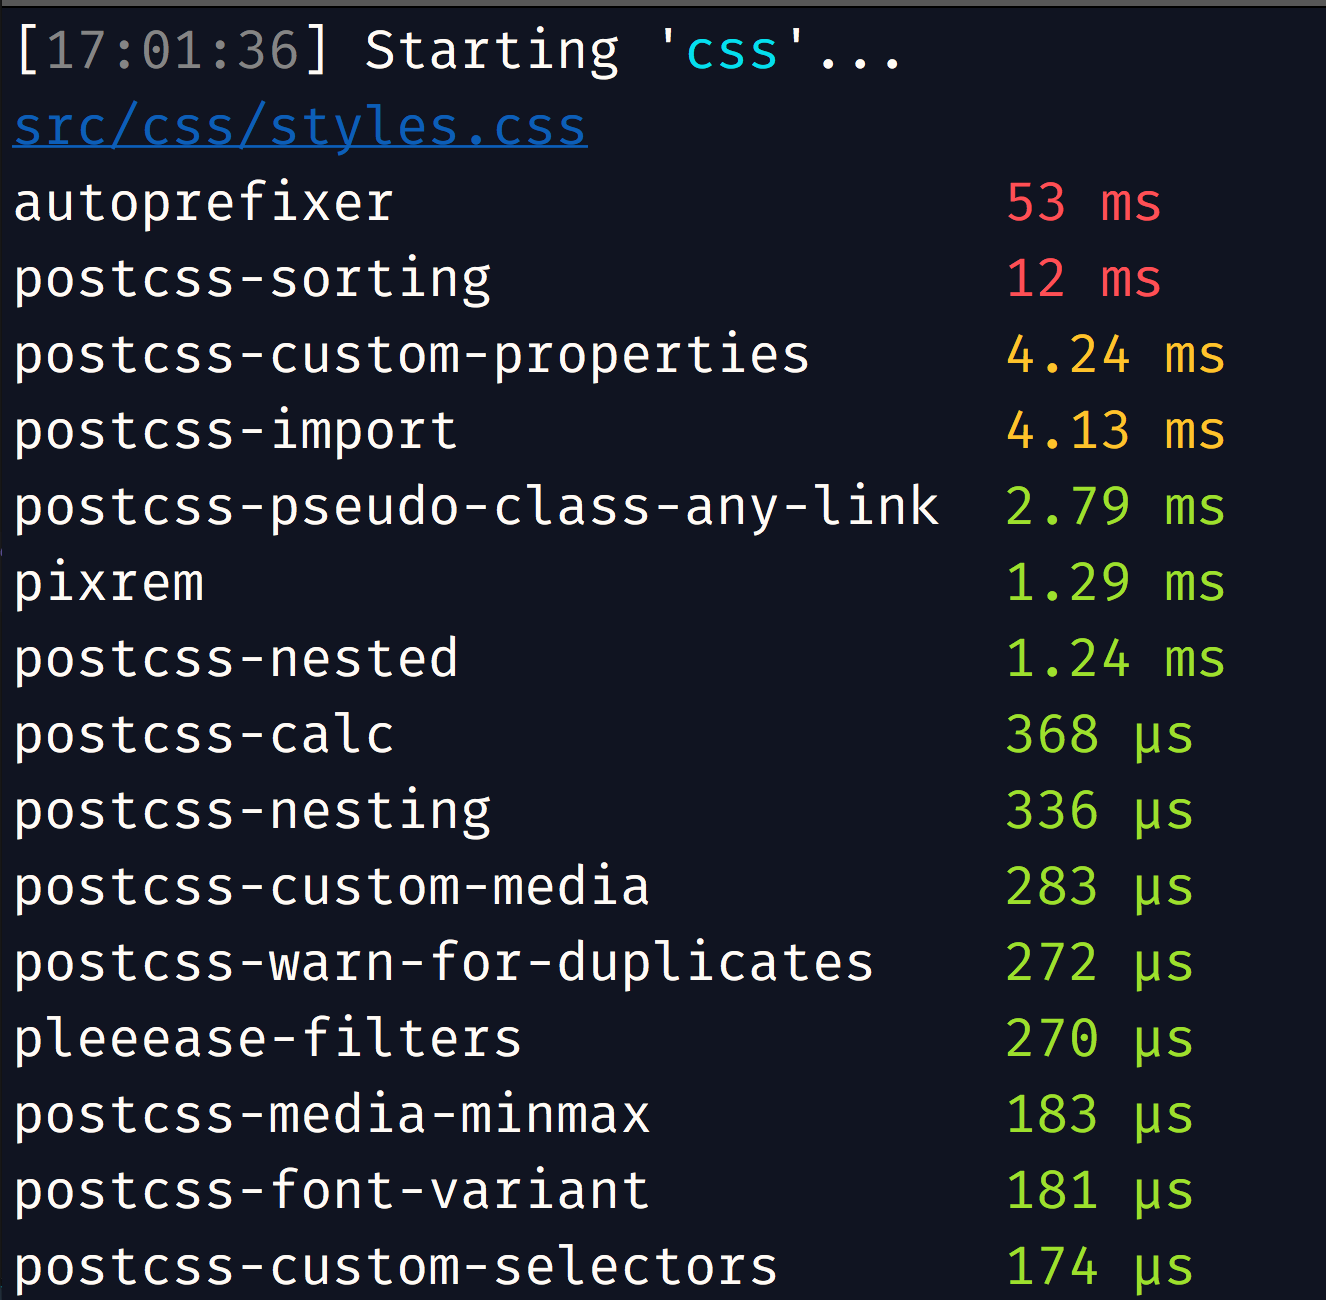 [17:01:36] Starting 'css'...
src/css/styles.css
autoprefixer 53 ms
postcss-sorting 12 ms
postcss-custom-properties 4.24 ms
postcss-import 4.13 ms
postcss-pseudo-class-any-link 2.79 ms
pixrem 1.29 ms
postcss-nested 1.24 ms
postcss-calc 368 µs
postcss-nesting 336 µs
postcss-custom-media 283 µs
postcss-warn-for-duplicates 272 µs
pleeease-filters 270 µs
postcss-media-minmax 183 µs
postcss-font-variant 181 µs
postcss-custom-selectors 174 µs